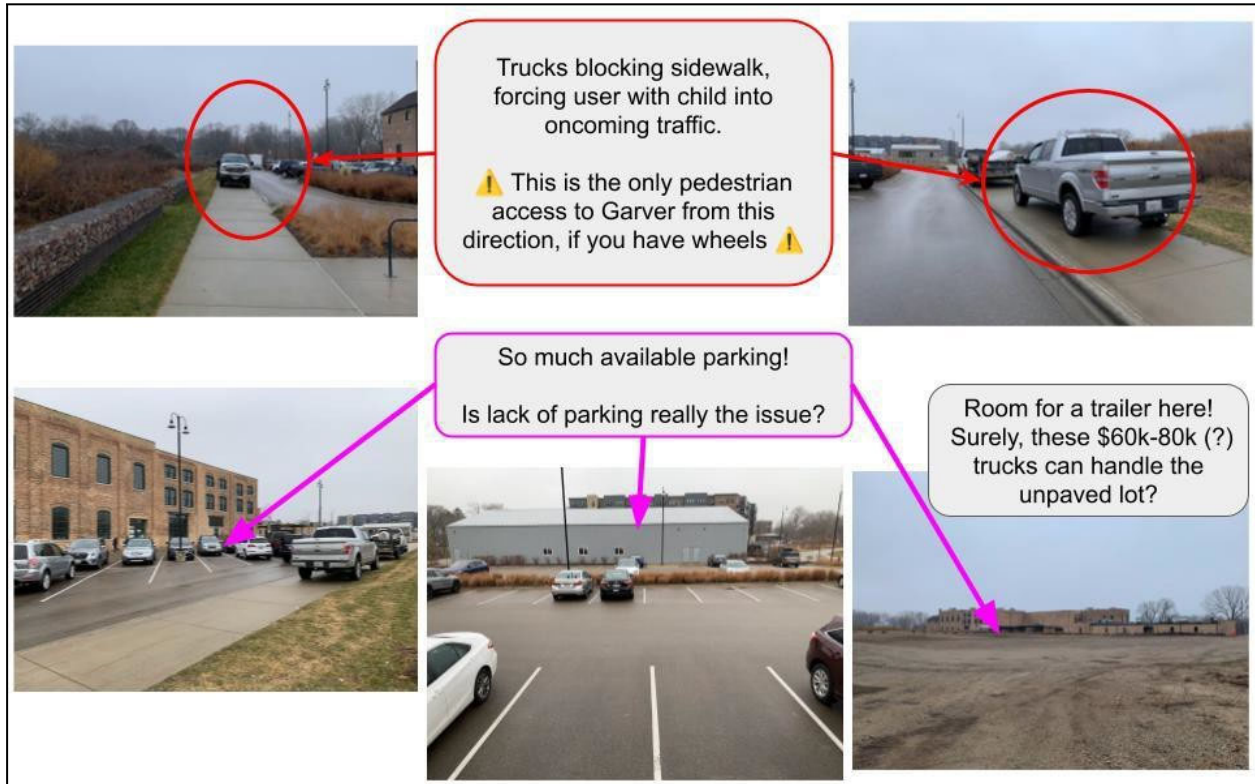 Trucks blocking sidewalk,
forcing user with child into
oncoming traffic.
⚠️ This is the only pedestrian
access to Garver from this
direction, if you have wheels ⚠️
So much available parking!
Is lack of parking really the issue?
Room for a trailer here!
Surely, these $60k-80k (?)
trucks can handle the
unpaved lot?